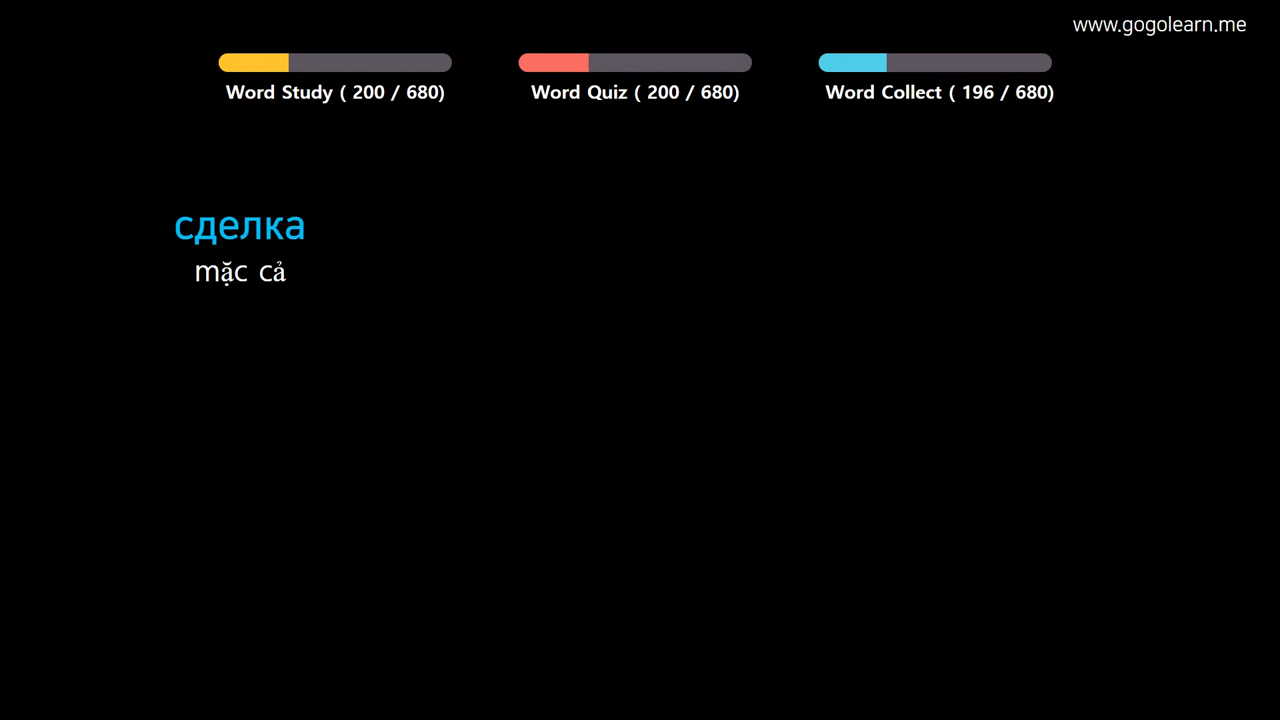 www.gogolearn.me
Word Study ( 200 / 680)
Word Quiz ( 200 / 680)
Word Collect ( 196 / 680)
сделка
mặc cả